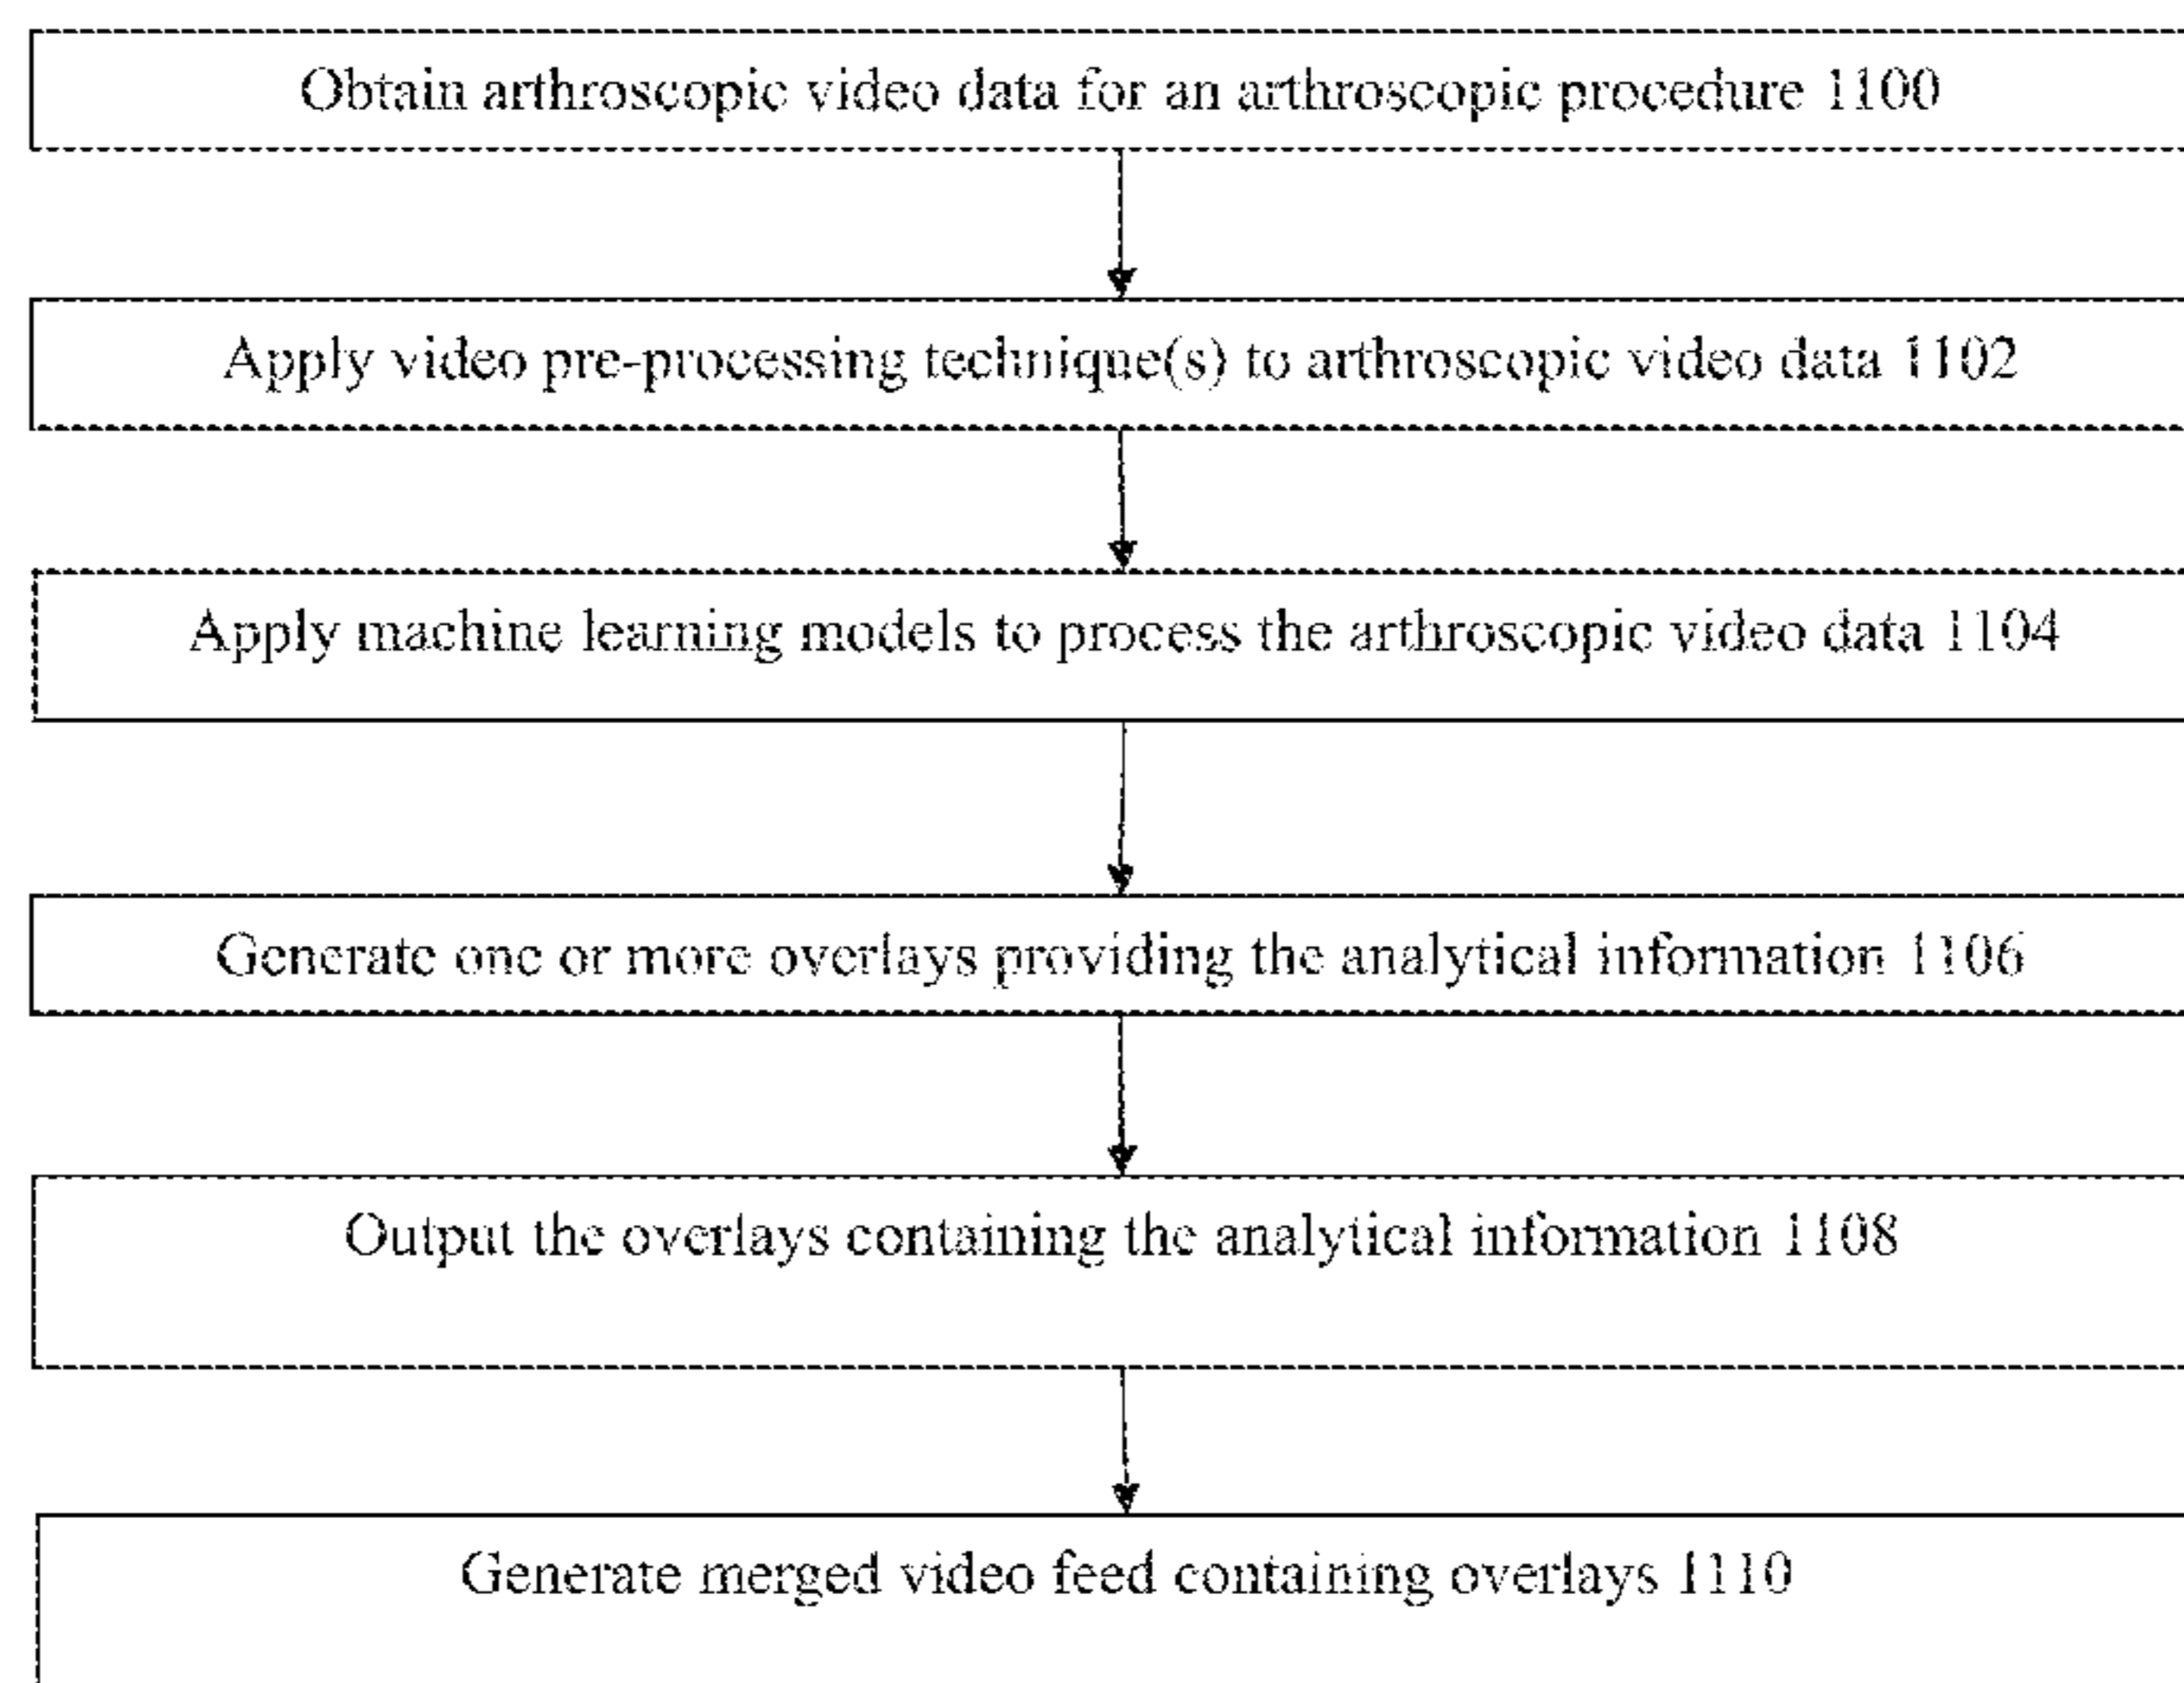 Obtain arthroscopic video data for an arthroscopic procedure 1100
Apply video pre-processing technique(s) to arthroscopic video data 1102
Apply machine learning models to process the arthroscopic video data 1104
Generate one or more overlays providing the analytical information 1106
Output the overlays containing the analytical information 1108
Generate merged video feed containing overlays 1110